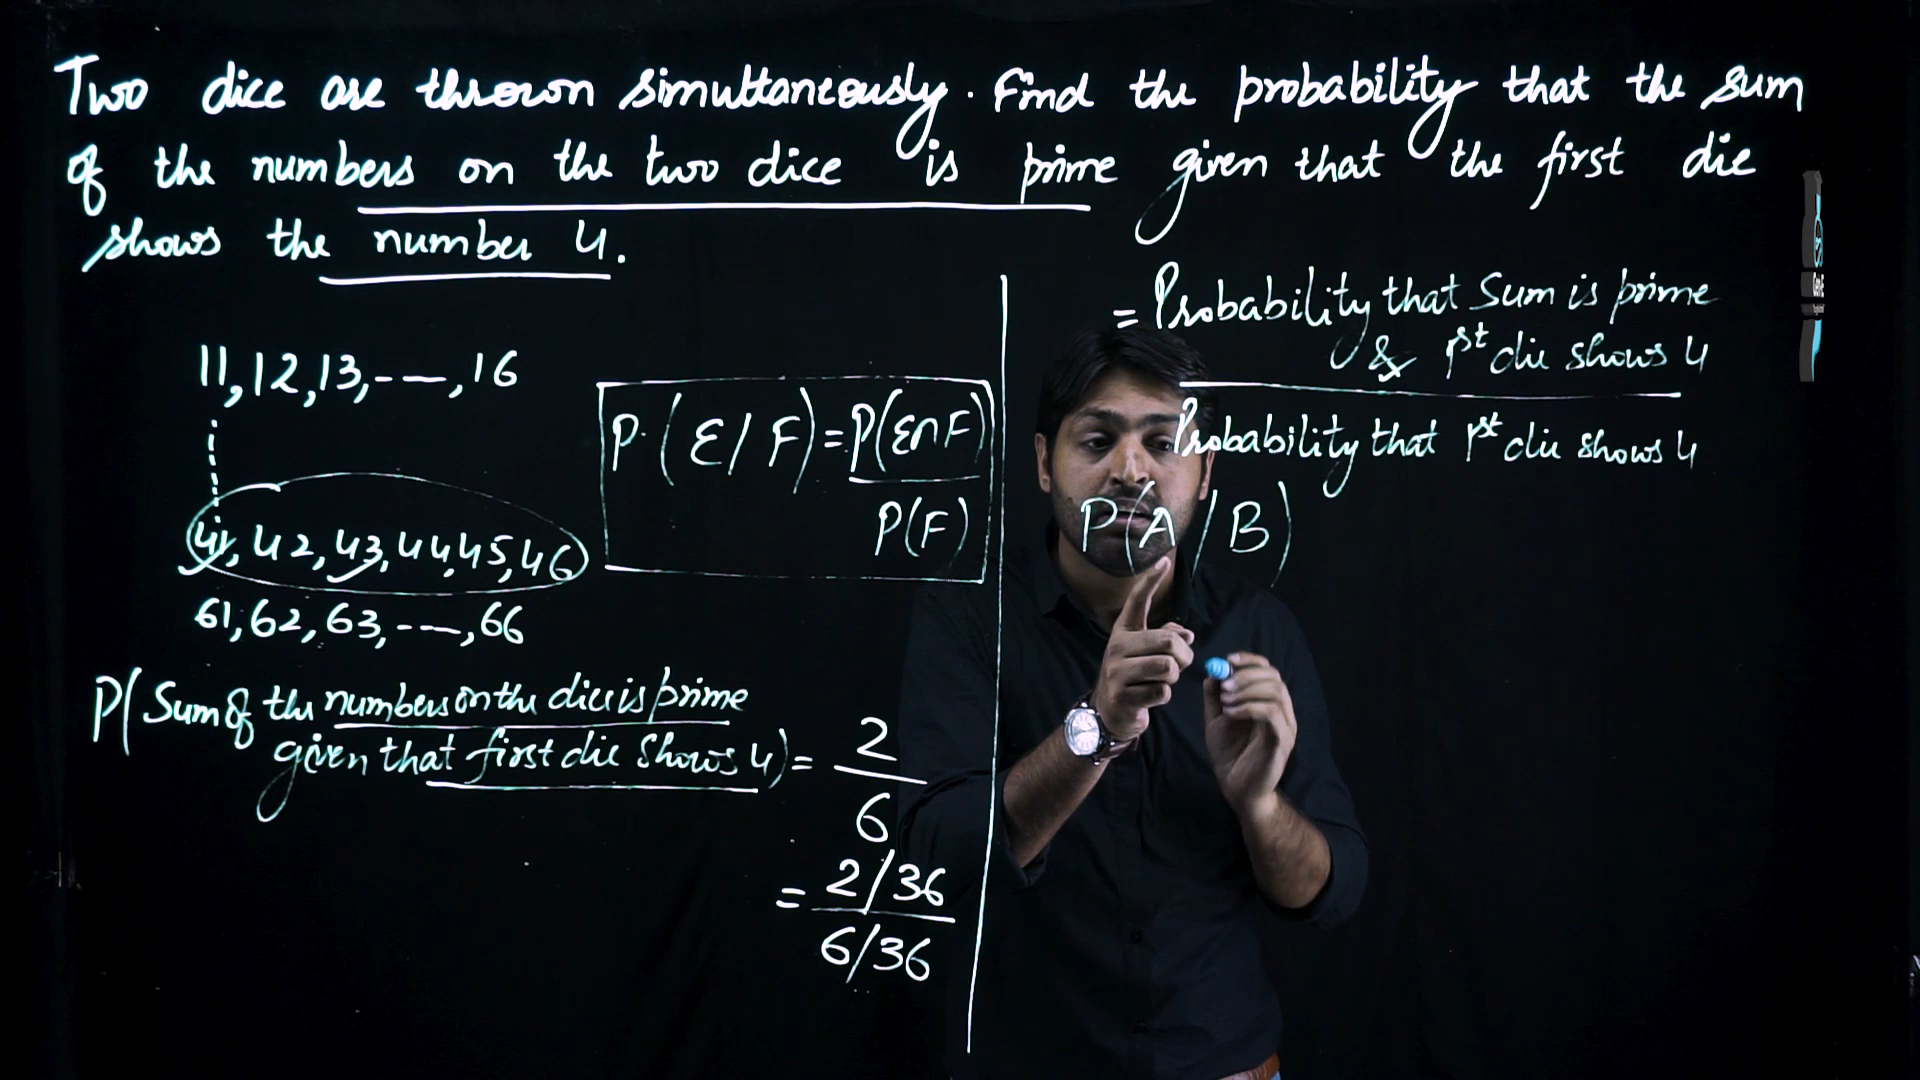 Two dice are thrown simultaneously. Find the probability that the sum
of the numbers on the two dice is prime given that the first die
shows the number 4.
11, 12, 13, - — —, 16
41, 42, 43, 44, 45, 46
61, 62, 63, - — —, 66
P (E / F) = P(E∩F)
P(F)
P( Sum of the numbers on the dice is prime
given that first die shows 4) = 2
6
= 2/36
6/36
= Probability that Sum is prime
& 1st die shows 4
Probability that 1st die shows 4
P(A / B)